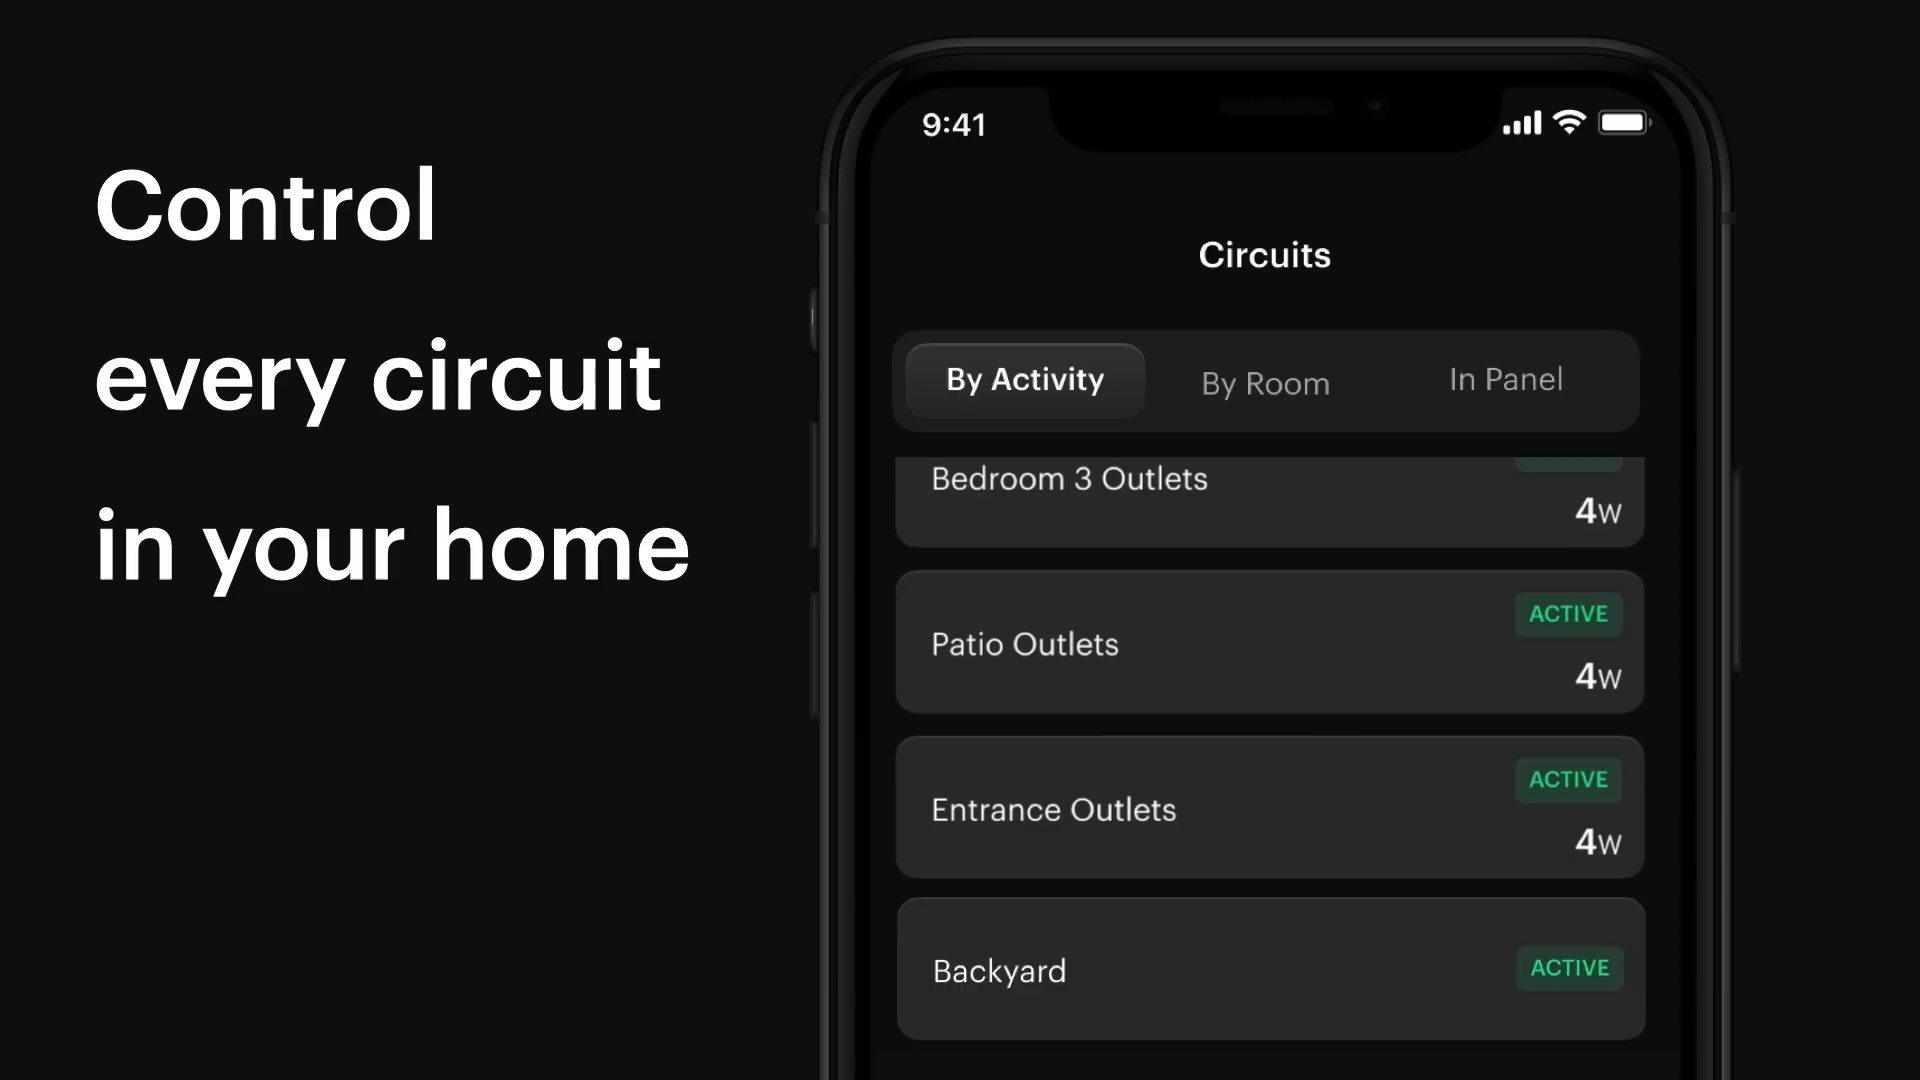 Control
every circuit
in your home
9:41
Circuits
By Activity
By Room
In Panel
Bedroom 3 Outlets
4W
Patio Outlets
ACTIVE
4W
Entrance Outlets
ACTIVE
4W
Backyard
ACTIVE